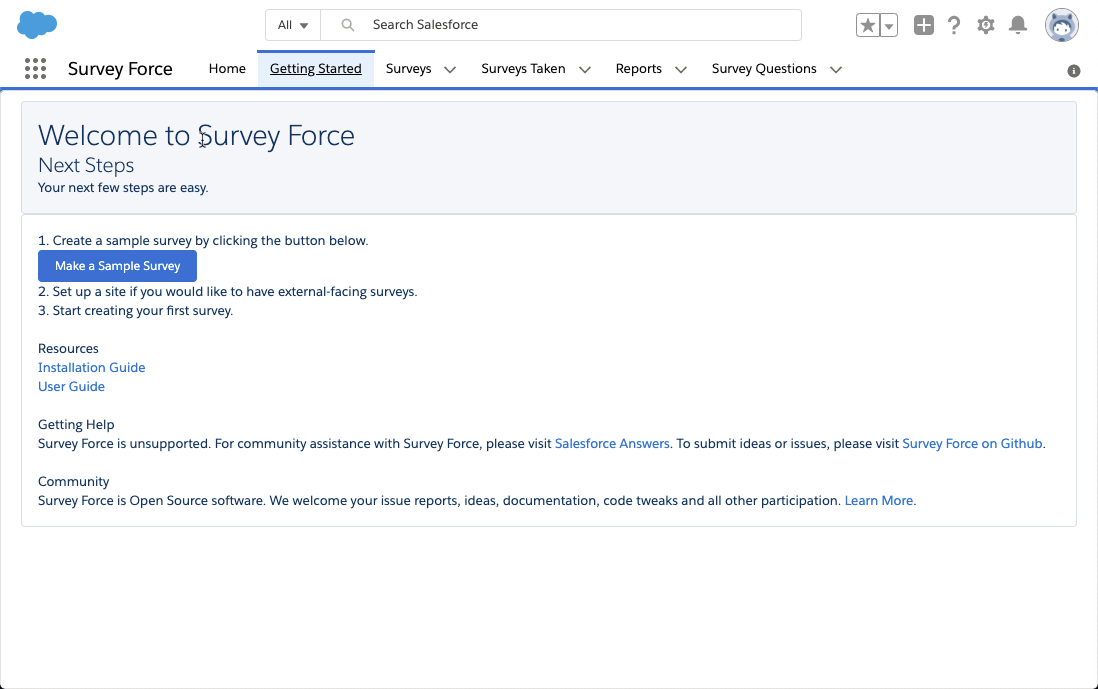 All
Search Salesforce
Survey Force
Home
Getting Started
Surveys
Surveys Taken
Reports
Survey Questions
Welcome to Survey Force
Next Steps
Your next few steps are easy.
1. Create a sample survey by clicking the button below.
Make a Sample Survey
2. Set up a site if you would like to have external-facing surveys.
3. Start creating your first survey.
Resources
Installation Guide
User Guide
Getting Help
Survey Force is unsupported. For community assistance with Survey Force, please visit Salesforce Answers. To submit ideas or issues, please visit Survey Force on Github.
Community
Survey Force is Open Source software. We welcome your issue reports, ideas, documentation, code tweaks and all other participation. Learn More.